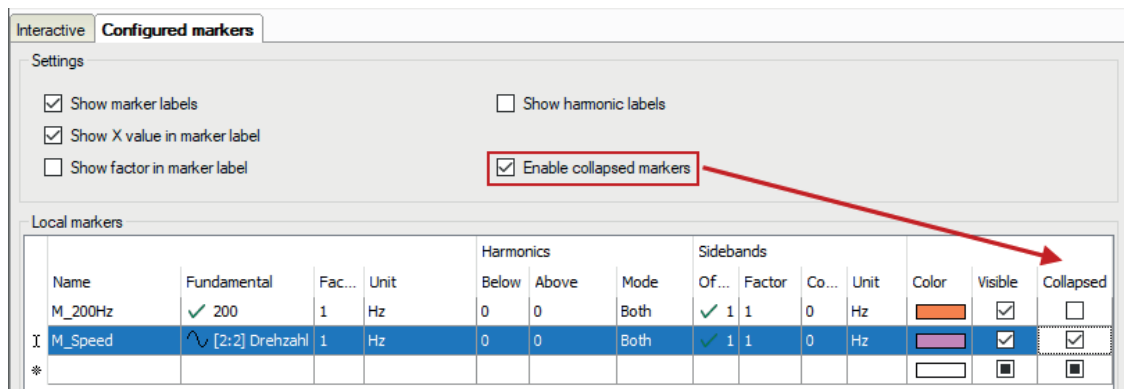 Interactive Configured markers
Settings
Show marker labels Show harmonic labels
Show X value in marker label
Show factor in marker label Enable collapsed markers
Local markers
Harmonics Sidebands
Name Fundamental Fac... Unit Below Above Mode Of... Factor Co... Unit Color Visible Collapsed
M_200Hz 200 1 Hz 0 0 Both 1 1 0 Hz
M_Speed [2:2] Drehzahl 1 Hz 0 0 Both 1 1 0 Hz